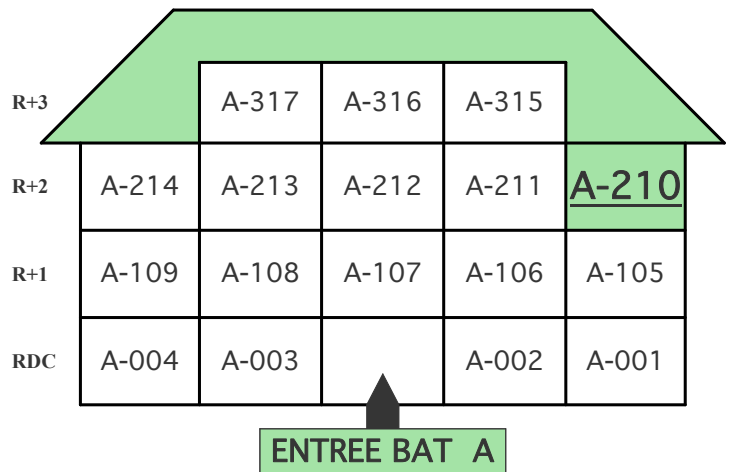 R+3 A-317 A-316 A-315
R+2 A-214 A-213 A-212 A-211 A-210
R+1 A-109 A-108 A-107 A-106 A-105
RDC A-004 A-003 A-002 A-001
ENTREE BAT A